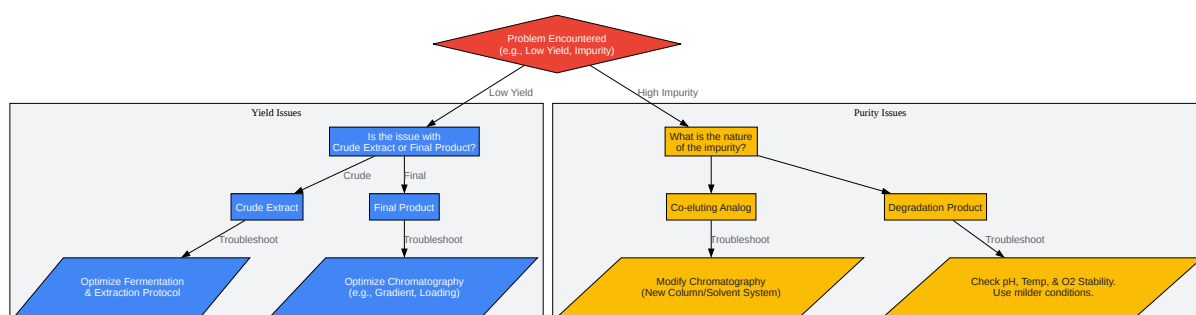 Problem Encountered
(e.g., Low Yield, Impurity)
Low Yield
High Impurity
Yield Issues
Purity Issues
Is the issue with
Crude Extract or Final Product?
What is the nature
of the impurity?
Crude
Final
Crude Extract
Final Product
Co-eluting Analog
Degradation Product
Troubleshoot
Troubleshoot
Troubleshoot
Troubleshoot
Optimize Fermentation
& Extraction Protocol
Optimize Chromatography
(e.g., Gradient, Loading)
Modify Chromatography
(New Column/Solvent System)
Check pH, Temp, & O2 Stability.
Use milder conditions.